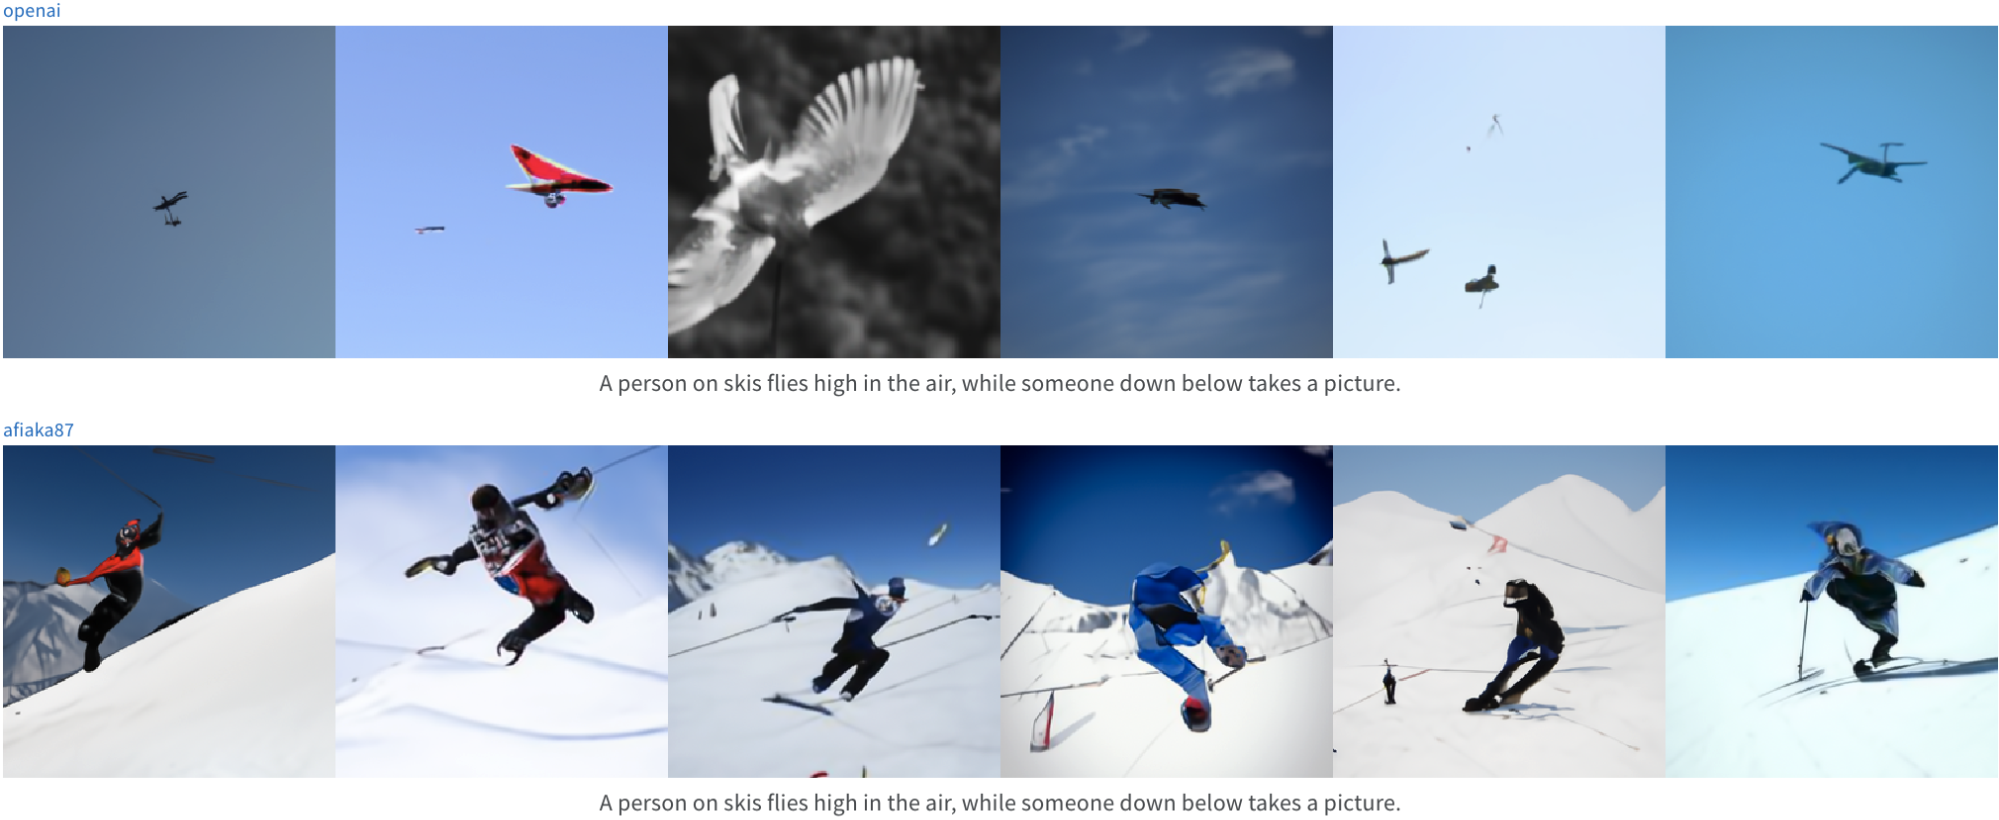 openai
A person on skis flies high in the air, while someone down below takes a picture.
afiaka87
A person on skis flies high in the air, while someone down below takes a picture.